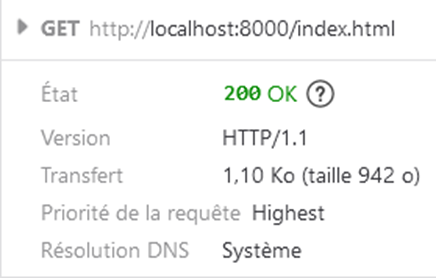 GET http://localhost:8000/index.html
État 200 OK ?
Version HTTP/1.1
Transfert 1,10 Ko (taille 942 o)
Priorité de la requête Highest
Résolution DNS Système